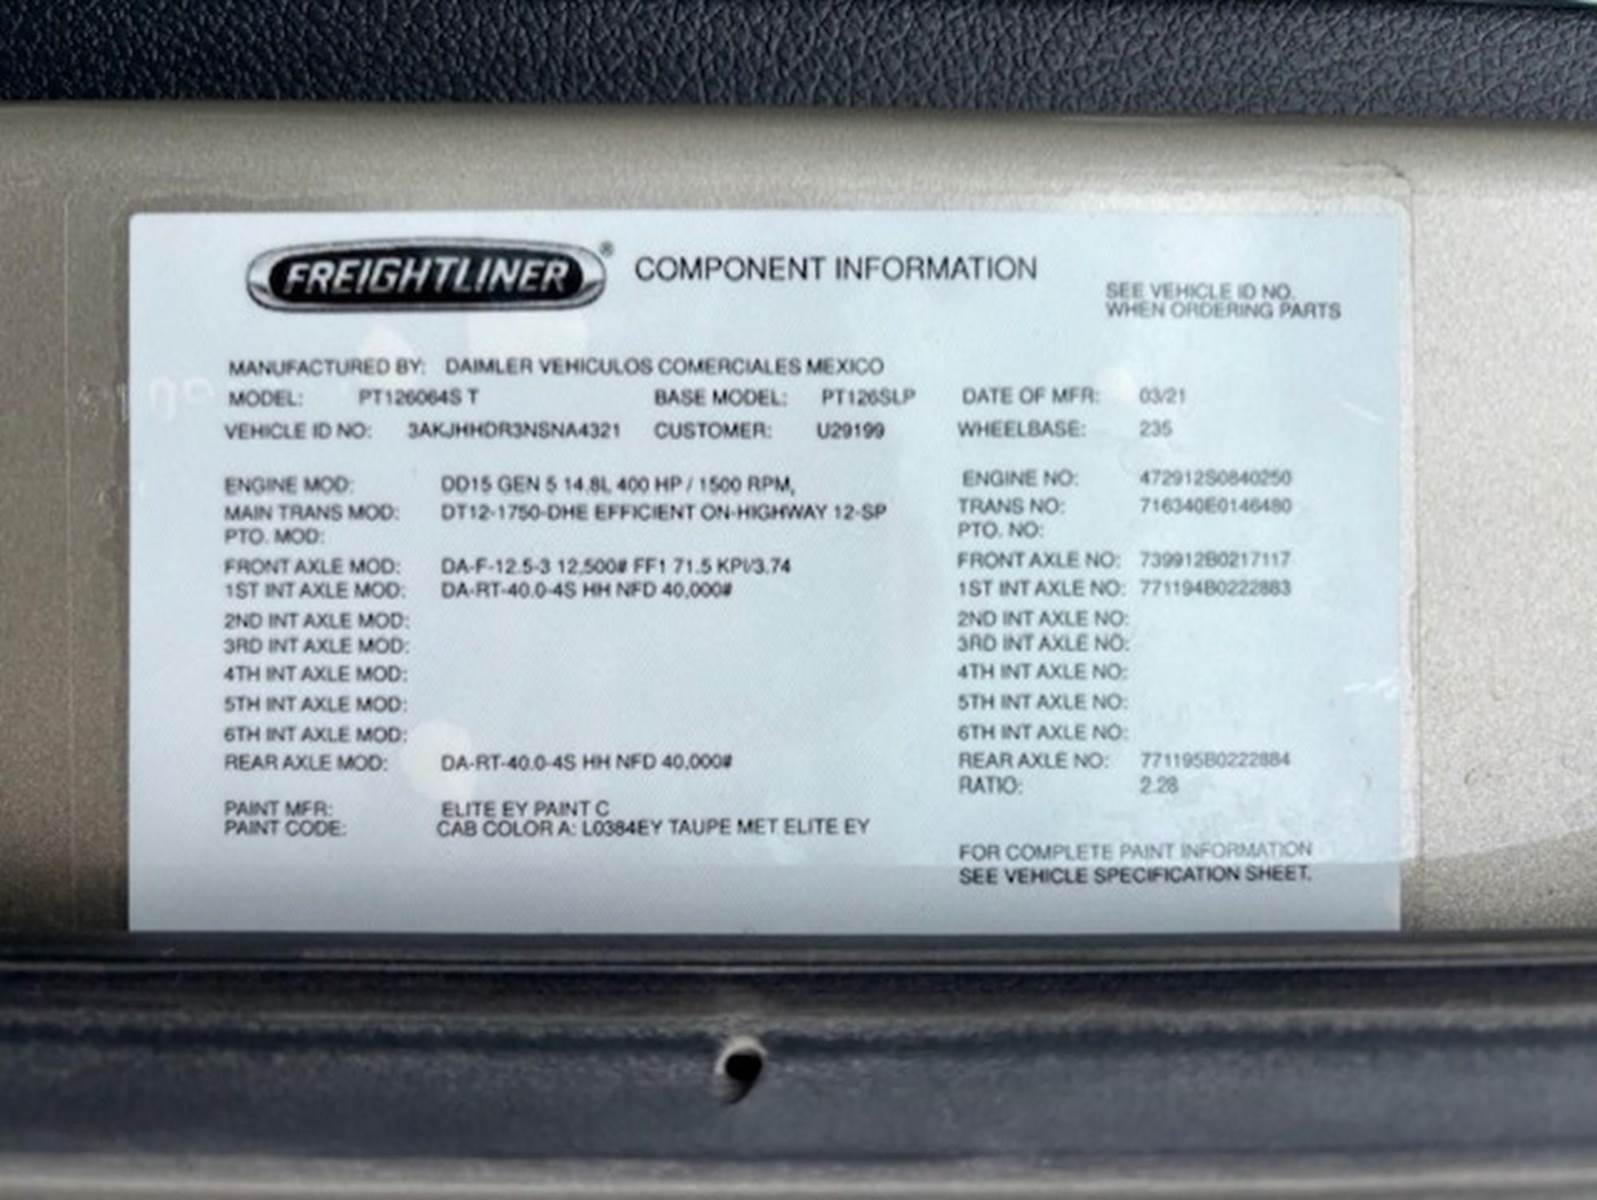 FREIGHTLINER® COMPONENT INFORMATION
SEE VEHICLE ID NO.
WHEN ORDERING PARTS
MANUFACTURED BY: DAIMLER VEHICULOS COMERCIALES MEXICO
MODEL: PT126064S T BASE MODEL: PT126SLP DATE OF MFR: 03/21
VEHICLE ID NO: 3AKJHHDR3NSNA4321 CUSTOMER: U29199 WHEELBASE: 235
ENGINE MOD: DD15 GEN 5 14.8L 400 HP / 1500 RPM, ENGINE NO: 472912S0840250
MAIN TRANS MOD: DT12-1750-DHE EFFICIENT ON-HIGHWAY 12-SP TRANS NO: 716340E0146480
PTO. MOD: PTO. NO:
FRONT AXLE MOD: DA-F-12.5-3 12,500# FF1 71.5 KPI/3.74 FRONT AXLE NO: 739912B0217117
1ST INT AXLE MOD: DA-RT-40.0-4S HH NFD 40,000# 1ST INT AXLE NO: 771194B0222883
2ND INT AXLE MOD: 2ND INT AXLE NO:
3RD INT AXLE MOD: 3RD INT AXLE NO:
4TH INT AXLE MOD: 4TH INT AXLE NO:
5TH INT AXLE MOD: 5TH INT AXLE NO:
6TH INT AXLE MOD: 6TH INT AXLE NO:
REAR AXLE MOD: DA-RT-40.0-4S HH NFD 40,000# REAR AXLE NO: 771195B0222884
RATIO: 2.28
PAINT MFR: ELITE EY PAINT C
PAINT CODE: CAB COLOR A: L0384EY TAUPE MET ELITE EY
FOR COMPLETE PAINT INFORMATION
SEE VEHICLE SPECIFICATION SHEET.